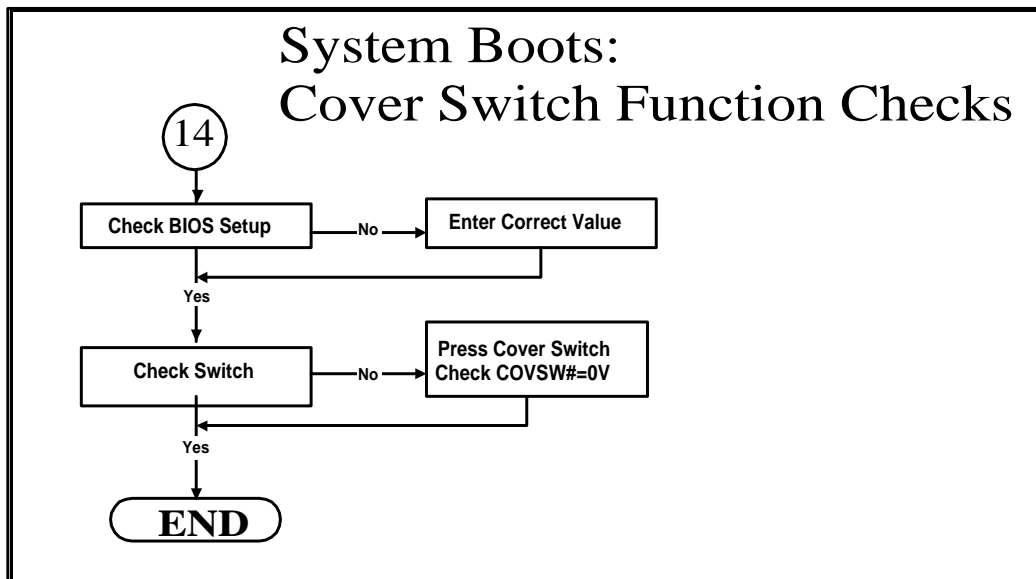 System Boots:
Cover Switch Function Checks
14
Check BIOS Setup
No
Enter Correct Value
Yes
Check Switch
No
Press Cover Switch
Check COVSW#=0V
Yes
END